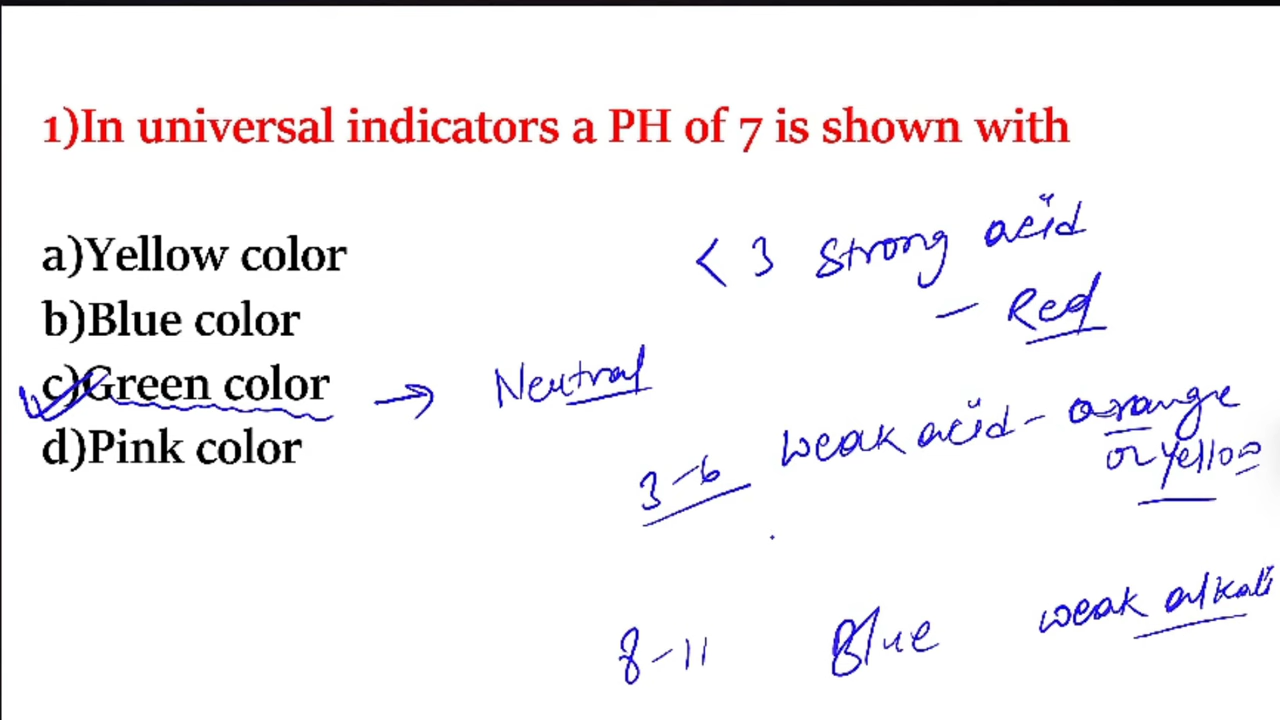 1)In universal indicators a PH of 7 is shown with
a)Yellow color
b)Blue color
c)Green color → Neutral
d)Pink color
< 3 strong acid
- Red
3-6 weak acid - orange
or yellow
8-11 Blue weak alkali